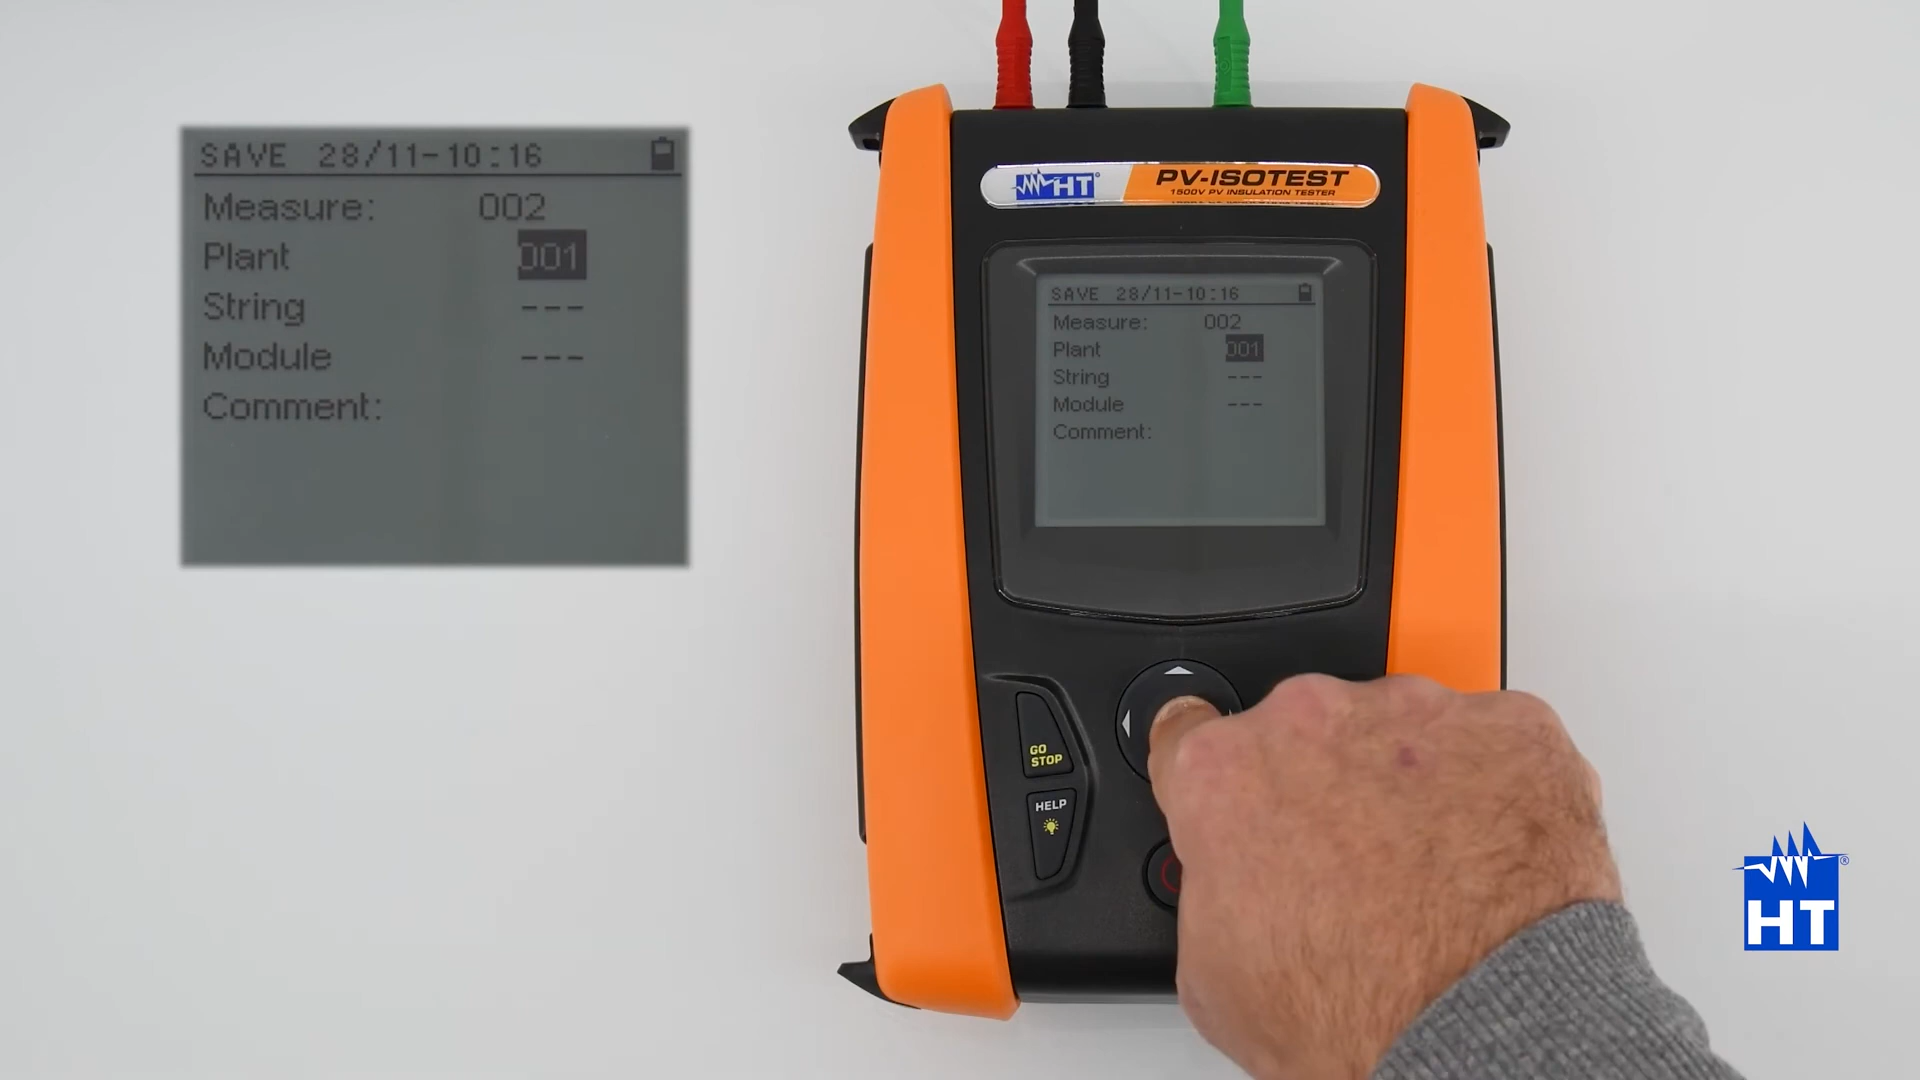 SAVE 28/11-10:16
Measure: 002
Plant 001
String ---
Module ---
Comment:
HT
PV-ISOTEST
1500V PV INSULATION TESTER
SAVE 28/11-10:16
Measure: 002
Plant 001
String ---
Module ---
Comment:
GO
STOP
HELP
HT